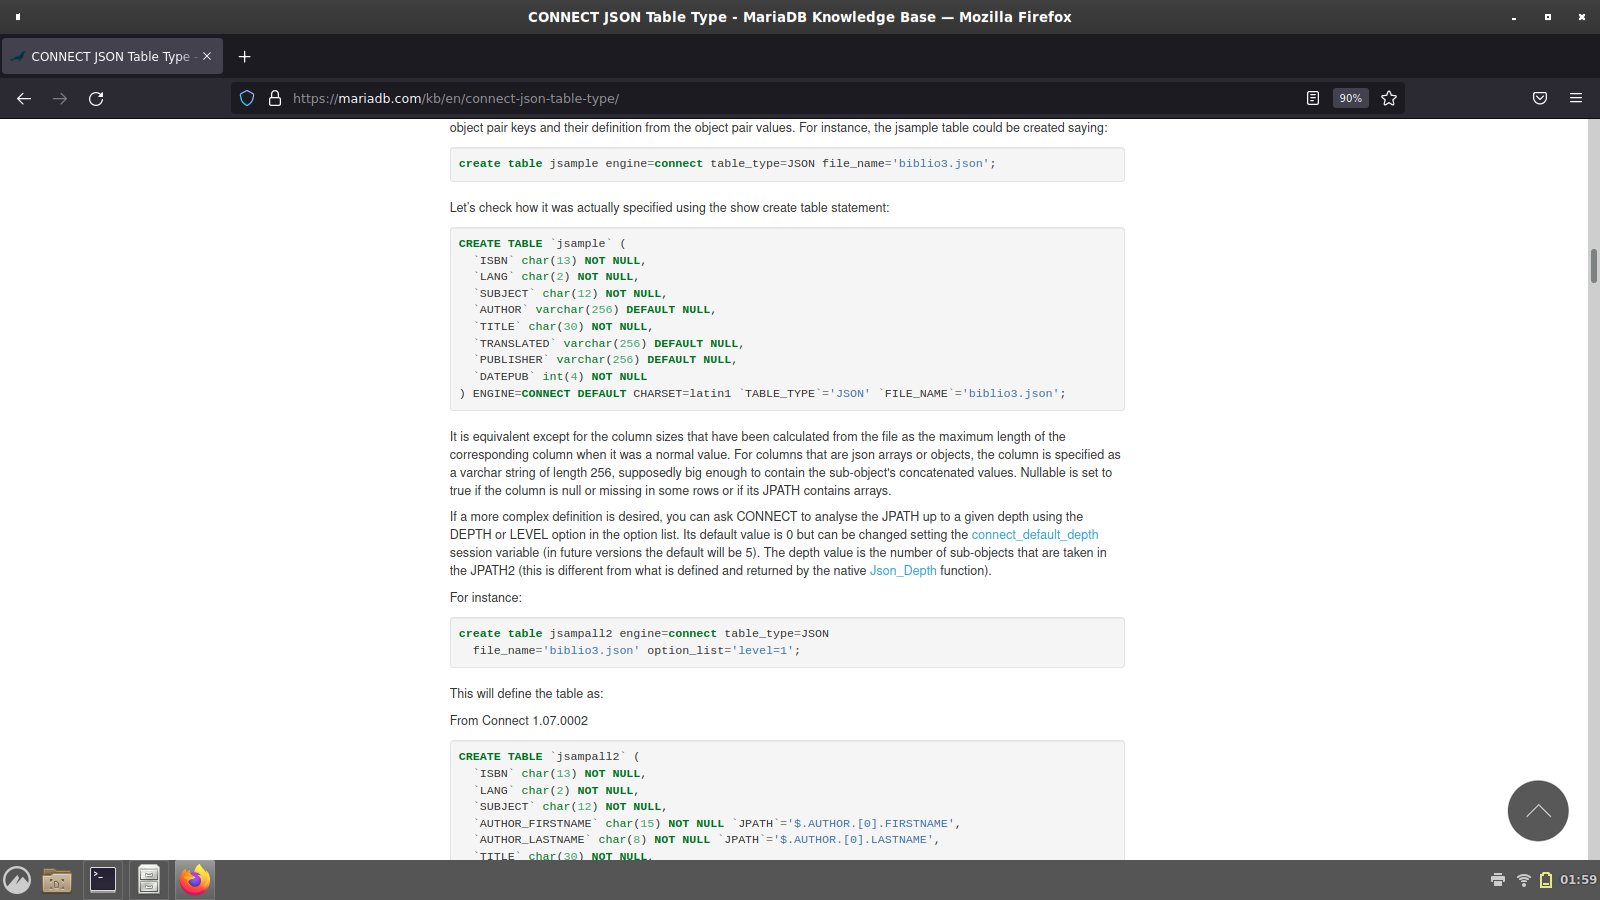 CONNECT JSON Table Type - MariaDB Knowledge Base — Mozilla Firefox
CONNECT JSON Table Type -
https://mariadb.com/kb/en/connect-json-table-type/
90%
object pair keys and their definition from the object pair values. For instance, the jsample table could be created saying:
create table jsample engine=connect table_type=JSON file_name='biblio3.json';
Let's check how it was actually specified using the show create table statement:
CREATE TABLE `jsample` (
`ISBN` char(13) NOT NULL,
`LANG` char(2) NOT NULL,
`SUBJECT` char(12) NOT NULL,
`AUTHOR` varchar(256) DEFAULT NULL,
`TITLE` char(30) NOT NULL,
`TRANSLATED` varchar(256) DEFAULT NULL,
`PUBLISHER` varchar(256) DEFAULT NULL,
`DATEPUB` int(4) NOT NULL
) ENGINE=CONNECT DEFAULT CHARSET=latin1 `TABLE_TYPE`='JSON' `FILE_NAME`='biblio3.json';
It is equivalent except for the column sizes that have been calculated from the file as the maximum length of the
corresponding column when it was a normal value. For columns that are json arrays or objects, the column is specified as
a varchar string of length 256, supposedly big enough to contain the sub-object's concatenated values. Nullable is set to
true if the column is null or missing in some rows or if its JPATH contains arrays.
If a more complex definition is desired, you can ask CONNECT to analyse the JPATH up to a given depth using the
DEPTH or LEVEL option in the option list. Its default value is 0 but can be changed setting the connect_default_depth
session variable (in future versions the default will be 5). The depth value is the number of sub-objects that are taken in
the JPATH2 (this is different from what is defined and returned by the native Json_Depth function).
For instance:
create table jsampall2 engine=connect table_type=JSON
file_name='biblio3.json' option_list='level=1';
This will define the table as:
From Connect 1.07.0002
CREATE TABLE `jsampall2` (
`ISBN` char(13) NOT NULL,
`LANG` char(2) NOT NULL,
`SUBJECT` char(12) NOT NULL,
`AUTHOR_FIRSTNAME` char(15) NOT NULL `JPATH`='$.AUTHOR.[0].FIRSTNAME',
`AUTHOR_LASTNAME` char(8) NOT NULL `JPATH`='$.AUTHOR.[0].LASTNAME',
`TITLE` char(30) NOT NULL,
01:59